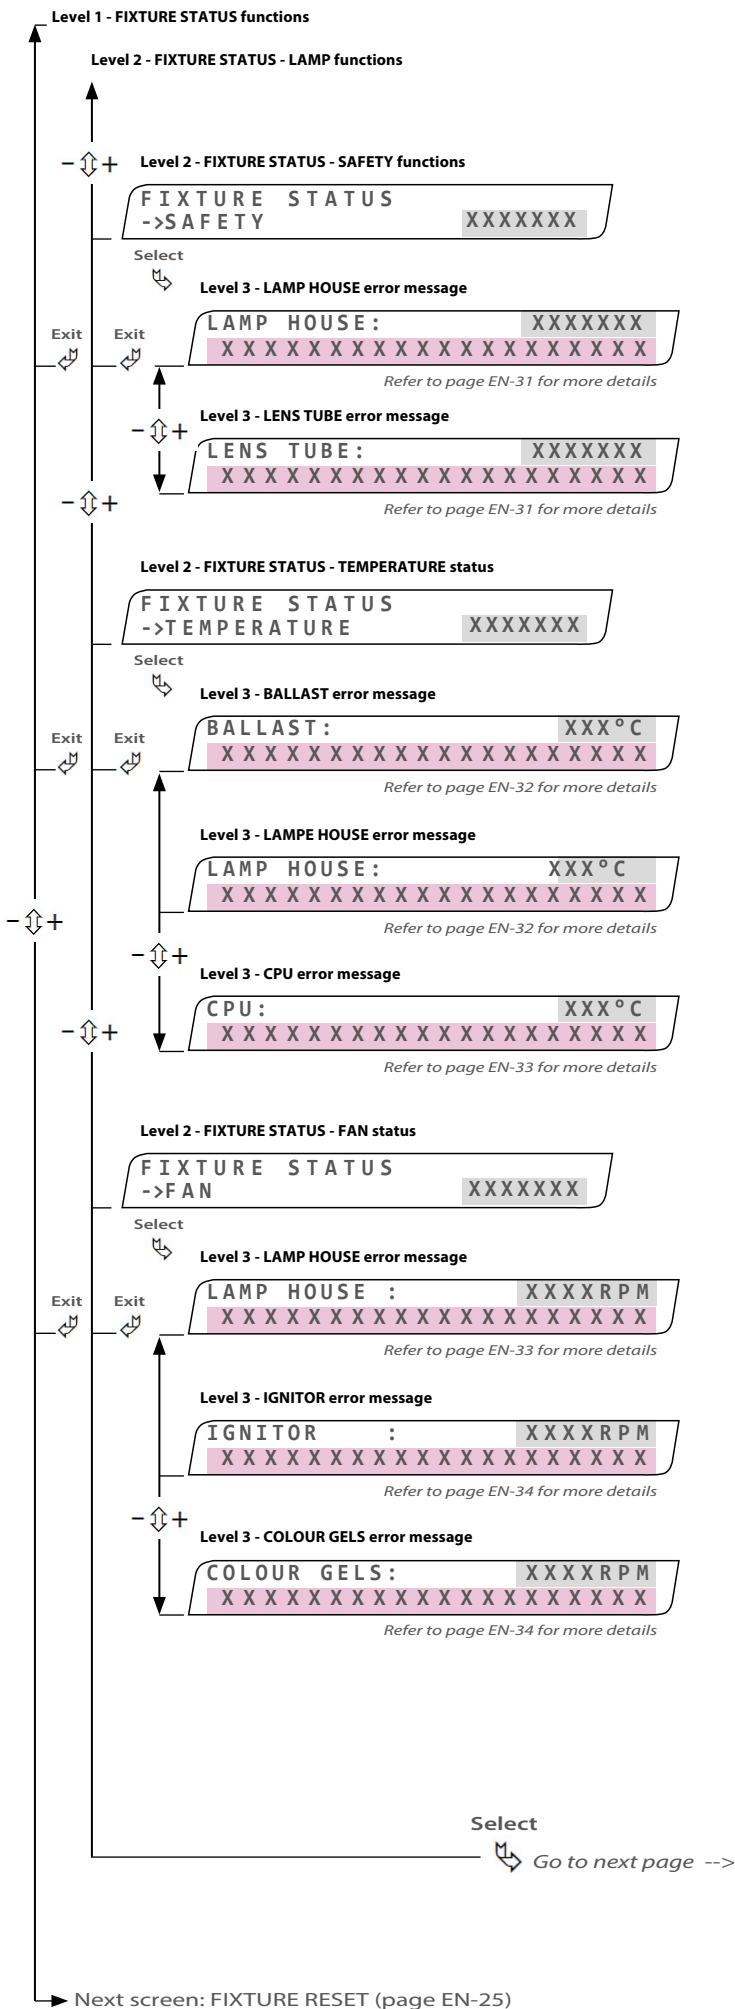 Level 1 - FIXTURE STATUS functions
Level 2 - FIXTURE STATUS - LAMP functions
- +
Level 2 - FIXTURE STATUS - SAFETY functions
FIXTURE STATUS
->SAFETY XXXXXXX
Select
Level 3 - LAMP HOUSE error message
Exit Exit
LAMP HOUSE: XXXXXXX
XXXXXXXXXXXXXXXXXXXX
Refer to page EN-31 for more details
- +
Level 3 - LENS TUBE error message
LENS TUBE: XXXXXXX
XXXXXXXXXXXXXXXXXXXX
- +
Refer to page EN-31 for more details
Level 2 - FIXTURE STATUS - TEMPERATURE status
FIXTURE STATUS
->TEMPERATURE XXXXXXX
Select
Level 3 - BALLAST error message
Exit Exit
BALLAST: XXX°C
XXXXXXXXXXXXXXXXXXXX
Refer to page EN-32 for more details
Level 3 - LAMPE HOUSE error message
LAMP HOUSE: XXX°C
XXXXXXXXXXXXXXXXXXXX
- +
Refer to page EN-32 for more details
- +
Level 3 - CPU error message
CPU: XXX°C
- +
XXXXXXXXXXXXXXXXXXXX
Refer to page EN-33 for more details
Level 2 - FIXTURE STATUS - FAN status
FIXTURE STATUS
->FAN XXXXXXX
Select
Level 3 - LAMP HOUSE error message
Exit Exit
LAMP HOUSE : XXXXRPM
XXXXXXXXXXXXXXXXXXXX
Refer to page EN-33 for more details
Level 3 - IGNITOR error message
IGNITOR : XXXXRPM
XXXXXXXXXXXXXXXXXXXX
Refer to page EN-34 for more details
- +
Level 3 - COLOUR GELS error message
COLOUR GELS: XXXXRPM
XXXXXXXXXXXXXXXXXXXX
Refer to page EN-34 for more details
Select
Go to next page -->
Next screen: FIXTURE RESET (page EN-25)